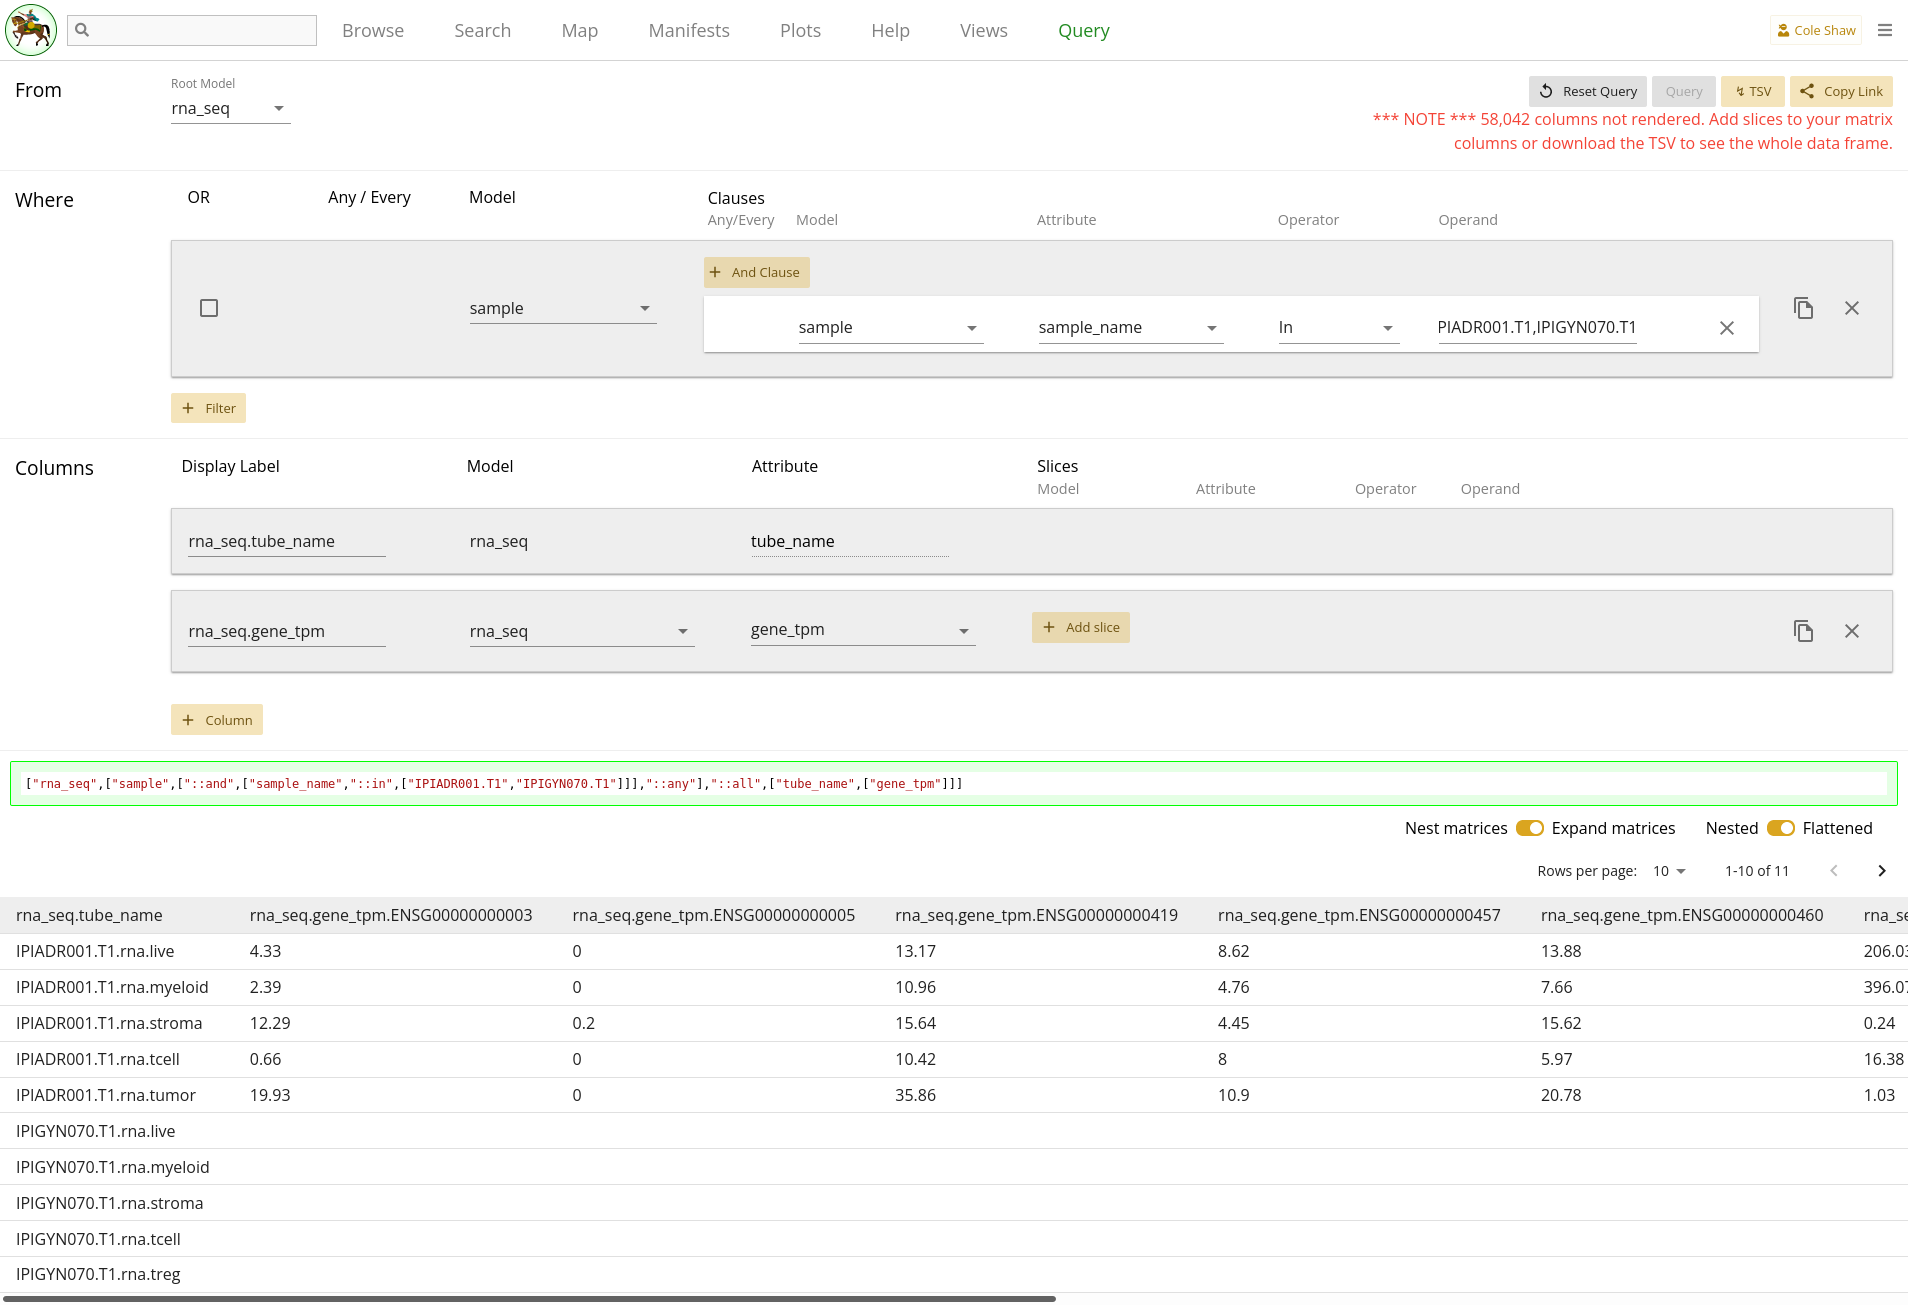 Browse Search Map Manifests Plots Help Views Query Cole Shaw
From
Root Model
rna_seq
Reset Query Query ↯ TSV Copy Link
*** NOTE *** 58,042 columns not rendered. Add slices to your matrix
columns or download the TSV to see the whole data frame.
Where OR Any / Every Model Clauses
Any/Every Model Attribute Operator Operand
+ And Clause
sample sample sample_name In PIADR001.T1,IPIGYN070.T1
+ Filter
Columns Display Label Model Attribute Slices
Model Attribute Operator Operand
rna_seq.tube_name rna_seq tube_name
rna_seq.gene_tpm rna_seq gene_tpm + Add slice
+ Column
["rna_seq",["sample",["::and",["sample_name","::in",["IPIADR001.T1","IPIGYN070.T1"]]],"::any"],"::all",["tube_name",["gene_tpm"]]]
Nest matrices Expand matrices Nested Flattened
Rows per page: 10 1-10 of 11
rna_seq.tube_name rna_seq.gene_tpm.ENSG00000000003 rna_seq.gene_tpm.ENSG00000000005 rna_seq.gene_tpm.ENSG00000000419 rna_seq.gene_tpm.ENSG00000000457 rna_seq.gene_tpm.ENSG00000000460
IPIADR001.T1.rna.live 4.33 0 13.17 8.62 13.88 206.03
IPIADR001.T1.rna.myeloid 2.39 0 10.96 4.76 7.66 396.07
IPIADR001.T1.rna.stroma 12.29 0.2 15.64 4.45 15.62 0.24
IPIADR001.T1.rna.tcell 0.66 0 10.42 8 5.97 16.38
IPIADR001.T1.rna.tumor 19.93 0 35.86 10.9 20.78 1.03
IPIGYN070.T1.rna.live
IPIGYN070.T1.rna.myeloid
IPIGYN070.T1.rna.stroma
IPIGYN070.T1.rna.tcell
IPIGYN070.T1.rna.treg